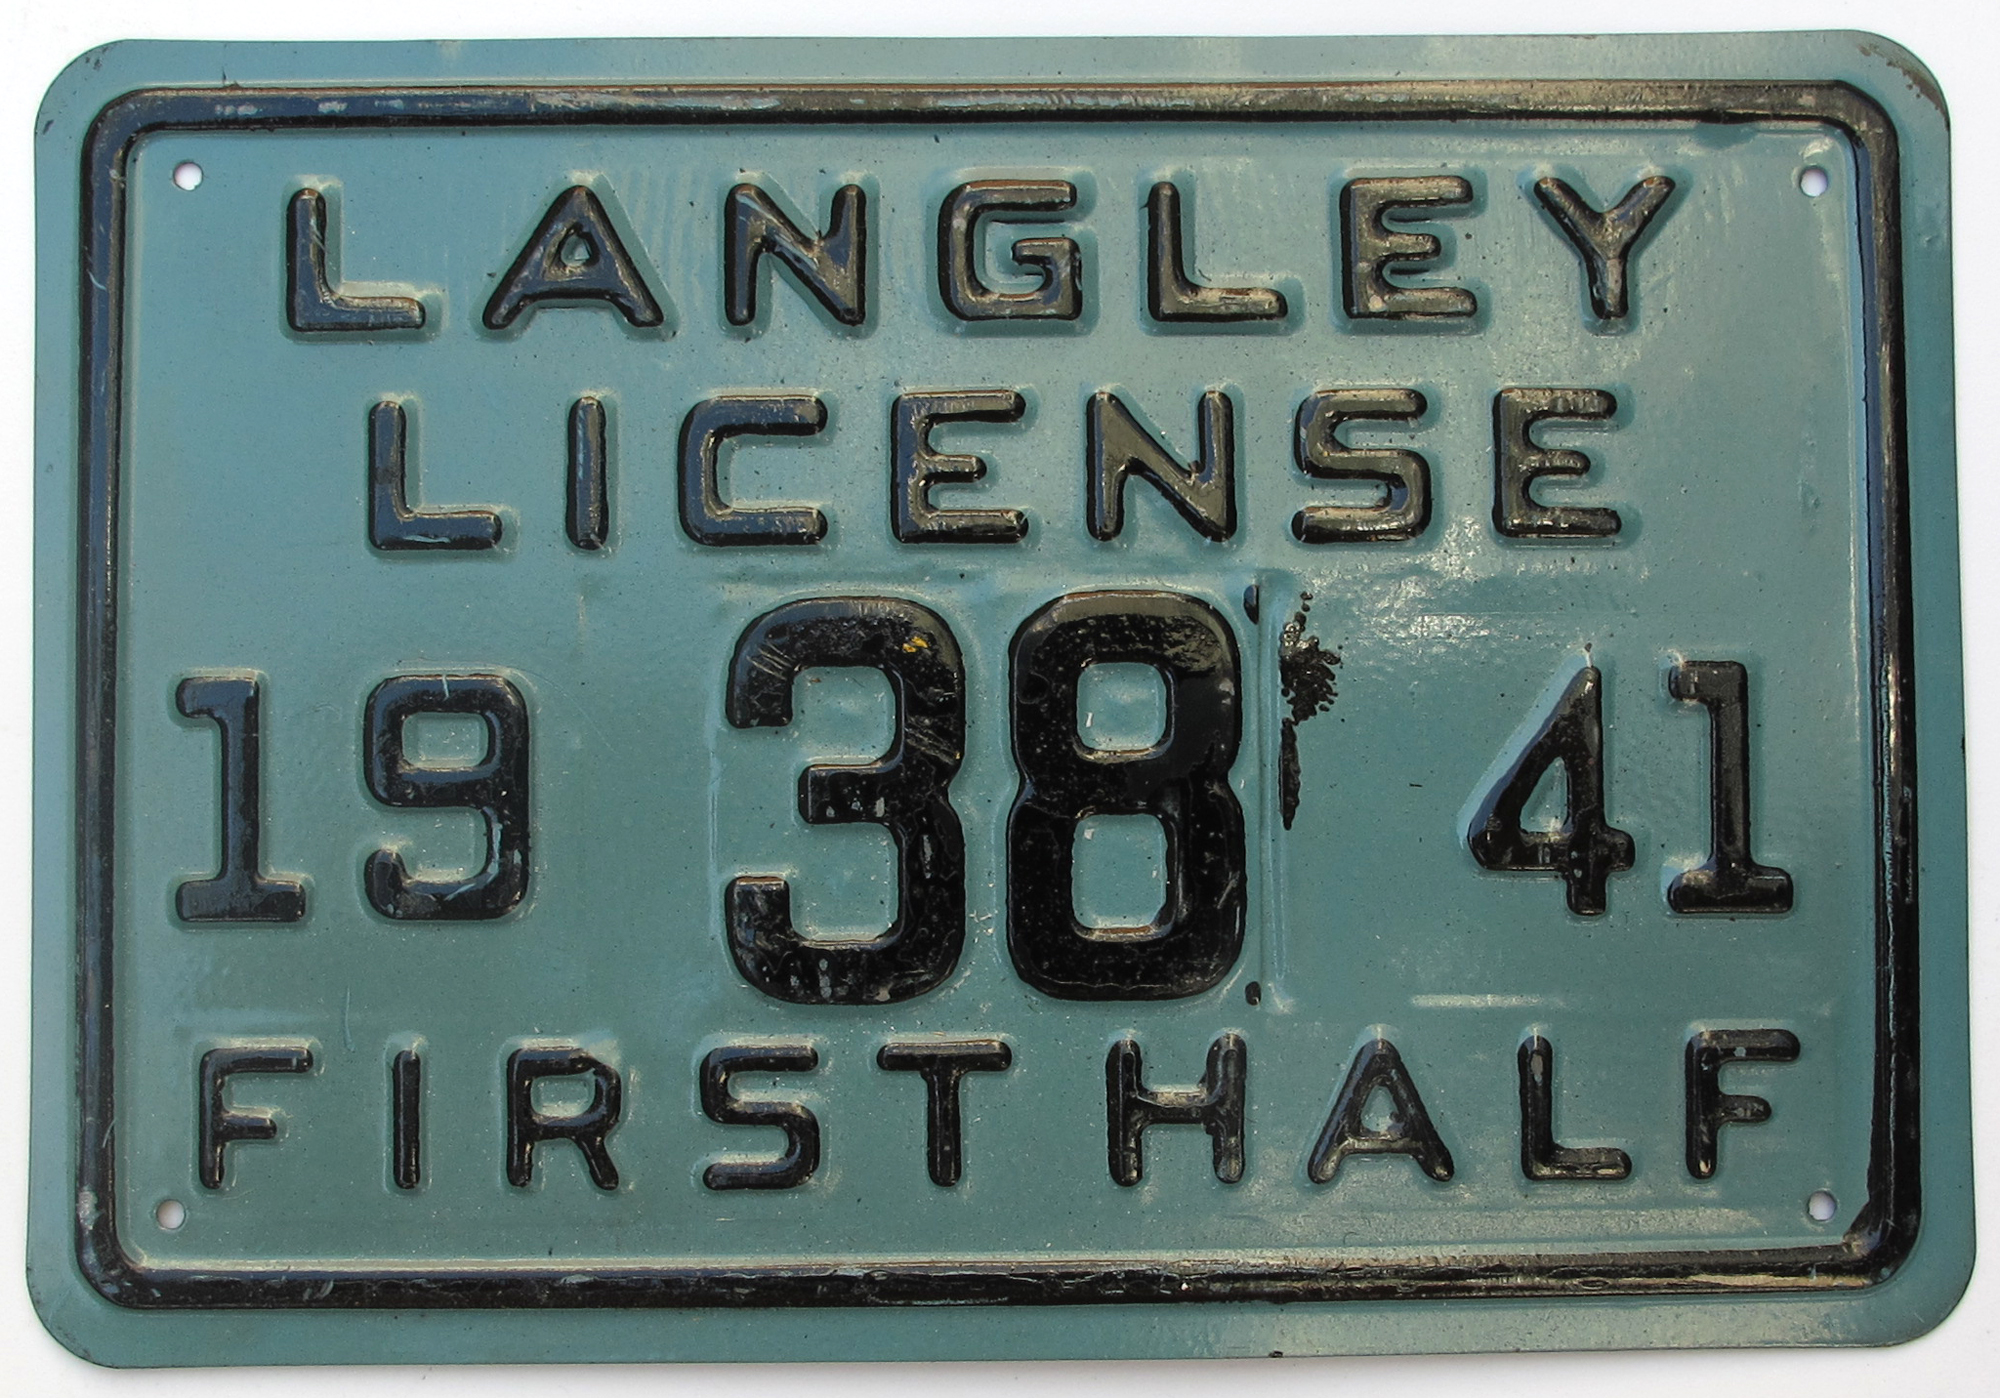 LANGLEY
LICENSE
19 38 41
FIRST HALF